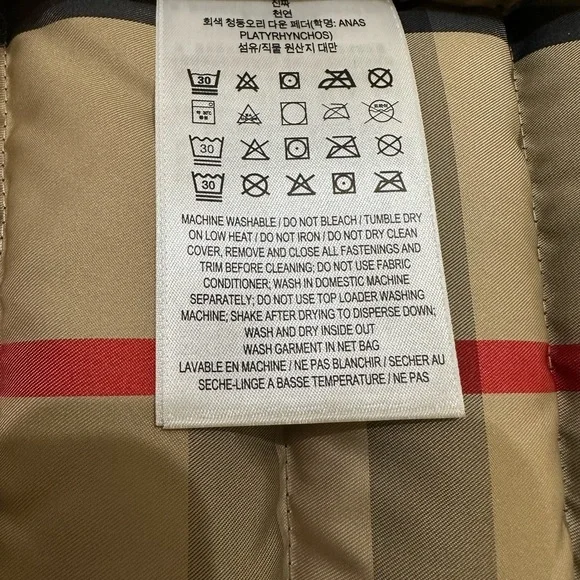 천연
회색 청둥오리 다운 페더(학명: ANAS
PLATYRHYNCHOS)
섬유/직물 원산지 대만
30
30
30
MACHINE WASHABLE / DO NOT BLEACH / TUMBLE DRY
ON LOW HEAT / DO NOT IRON / DO NOT DRY CLEAN
COVER, REMOVE AND CLOSE ALL FASTENINGS AND
TRIM BEFORE CLEANING; DO NOT USE FABRIC
CONDITIONER; WASH IN DOMESTIC MACHINE
SEPARATELY; DO NOT USE TOP LOADER WASHING
MACHINE; SHAKE AFTER DRYING TO DISPERSE DOWN;
WASH AND DRY INSIDE OUT
WASH GARMENT IN NET BAG
LAVABLE EN MACHINE / NE PAS BLANCHIR / SECHER AU
SECHE-LINGE A BASSE TEMPERATURE / NE PAS